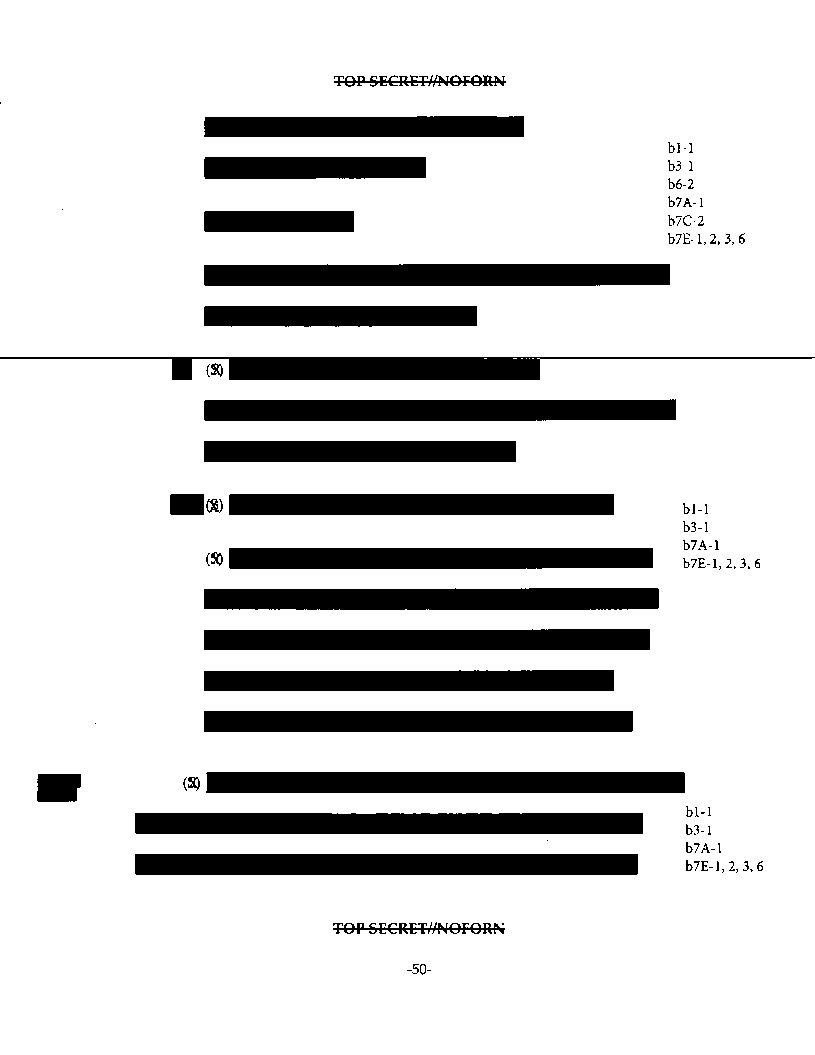 TOP SECRET//NOFORN
b1-1
b3-1
b6-2
b7A-1
b7C-2
b7E-1, 2, 3, 6
(S)
(S)
b1-1
b3-1
b7A-1
(S)
b7E-1, 2, 3, 6
(S)
b1-1
b3-1
b7A-1
b7E-1, 2, 3, 6
TOP SECRET//NOFORN
-50-